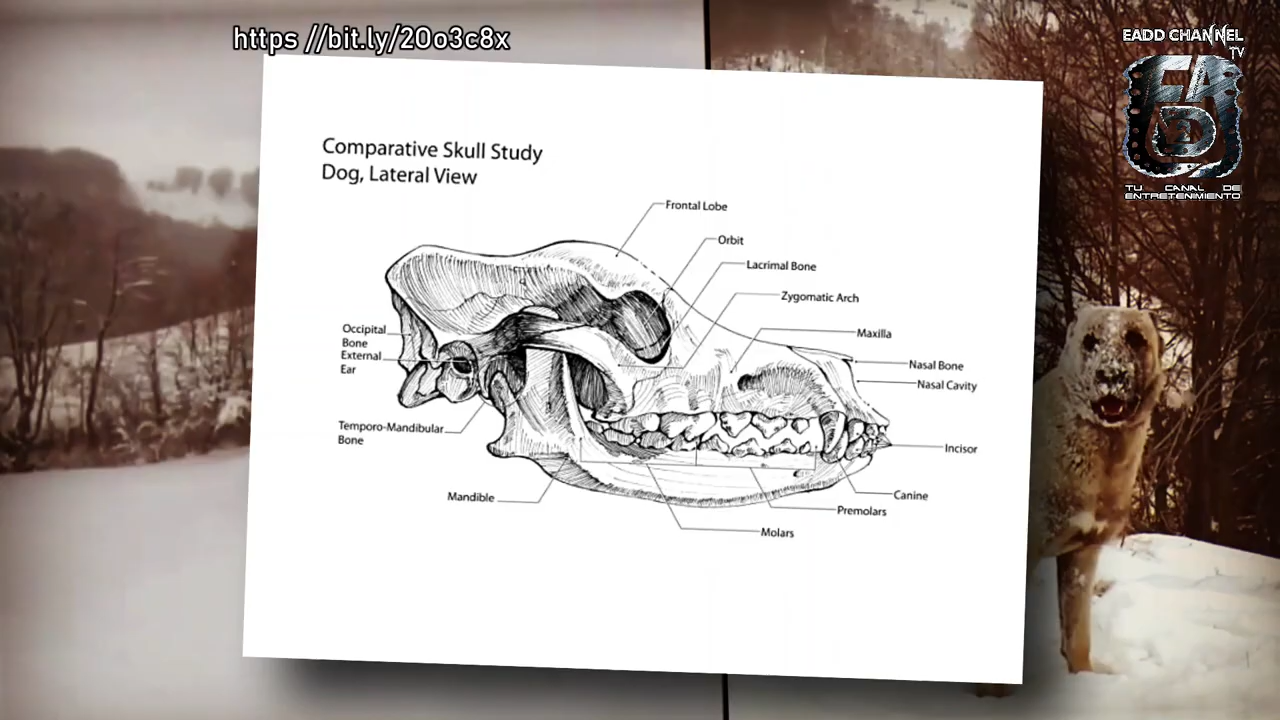 https //bit.ly/20o3c8x
EADD CHANNEL
TV
EADD
TU CANAL DE
ENTRETENIMIENTO
Comparative Skull Study
Dog, Lateral View
Frontal Lobe
Orbit
Lacrimal Bone
Zygomatic Arch
Maxilla
Nasal Bone
Nasal Cavity
Incisor
Canine
Premolars
Molars
Mandible
Temporo-Mandibular
Bone
External
Ear
Occipital
Bone